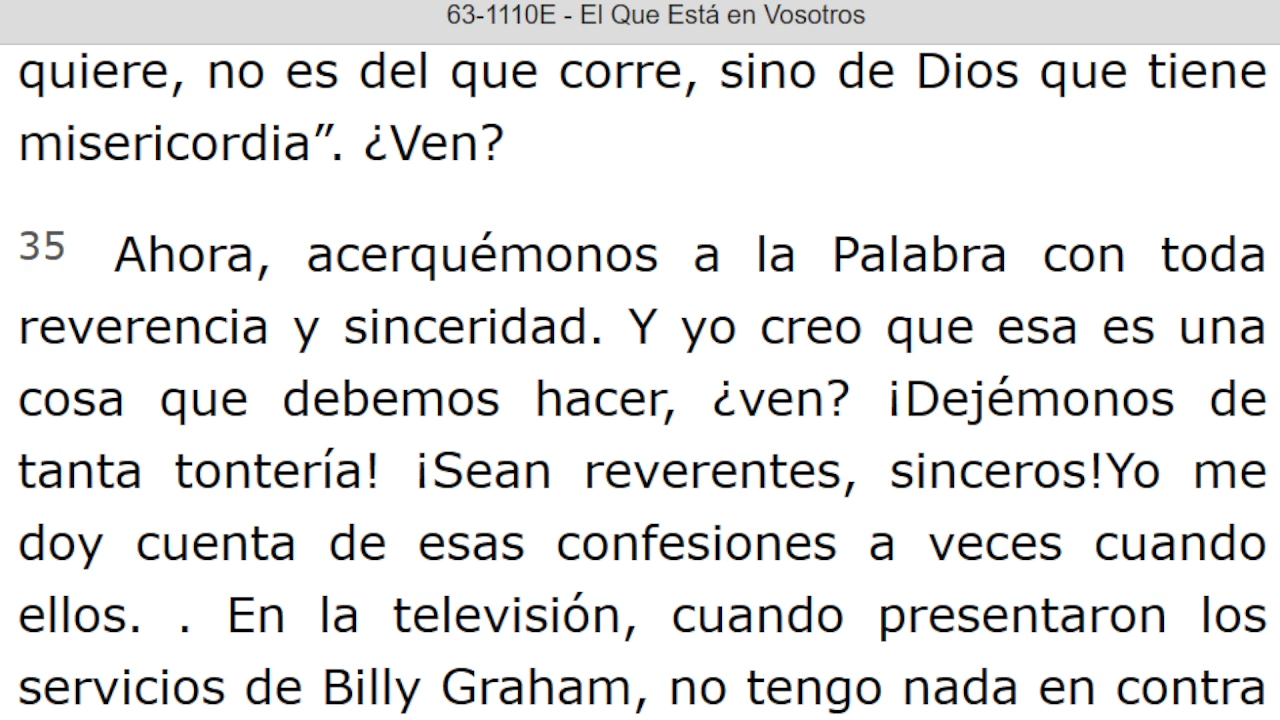 63-1110E - El Que Está en Vosotros
quiere, no es del que corre, sino de Dios que tiene
misericordia”. ¿Ven?
35 Ahora, acerquémonos a la Palabra con toda
reverencia y sinceridad. Y yo creo que esa es una
cosa que debemos hacer, ¿ven? ¡Dejémonos de
tanta tontería! ¡Sean reverentes, sinceros!Yo me
doy cuenta de esas confesiones a veces cuando
ellos. . En la televisión, cuando presentaron los
servicios de Billy Graham, no tengo nada en contra